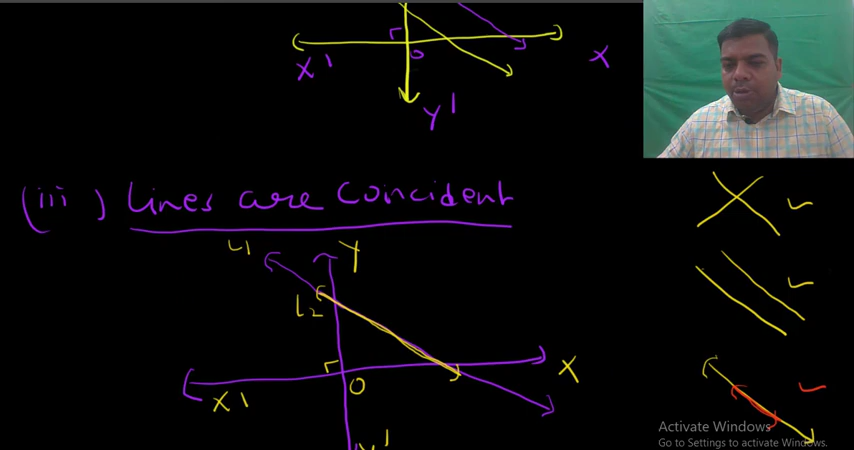 X' O X
Y'
(iii) Lines are Coincident
L1 Y
L2
X' O X
Y'
Activate Windows
Go to Settings to activate Windows.